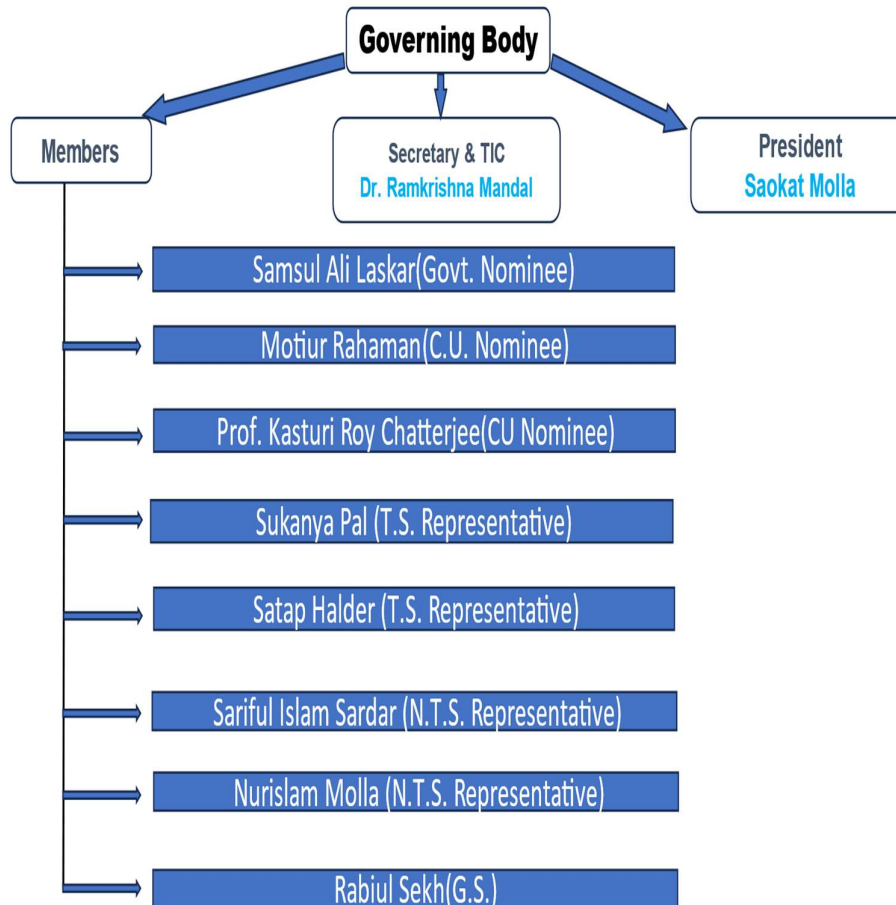 Governing Body
Members
Secretary & TIC
Dr. Ramkrishna Mandal
President
Saokat Molla
Samsul Ali Laskar(Govt. Nominee)
Motiur Rahaman(C.U. Nominee)
Prof. Kasturi Roy Chatterjee(CU Nominee)
Sukanya Pal (T.S. Representative)
Satap Halder (T.S. Representative)
Sariful Islam Sardar (N.T.S. Representative)
Nurislam Molla (N.T.S. Representative)
Rabiul Sekh(G.S.)